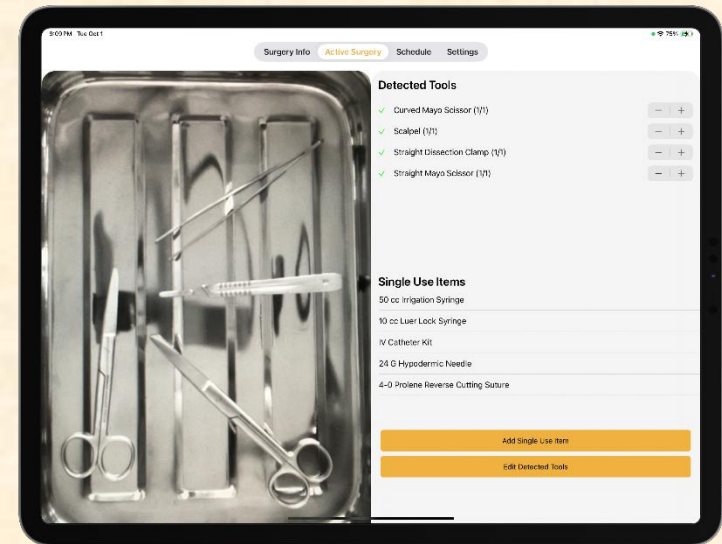 9:09 PM Tue Oct 1
75%
Surgery Info Active Surgery Schedule Settings
Detected Tools
Curved Mayo Scissor (1/1)
Scalpel (1/1)
Straight Dissection Clamp (1/1)
Straight Mayo Scissor (1/1)
Single Use Items
50 cc Irrigation Syringe
10 cc Luer Lock Syringe
IV Catheter Kit
24 G Hypodermic Needle
4-0 Prolene Reverse Cutting Suture
Add Single Use Item
Edit Detected Tools